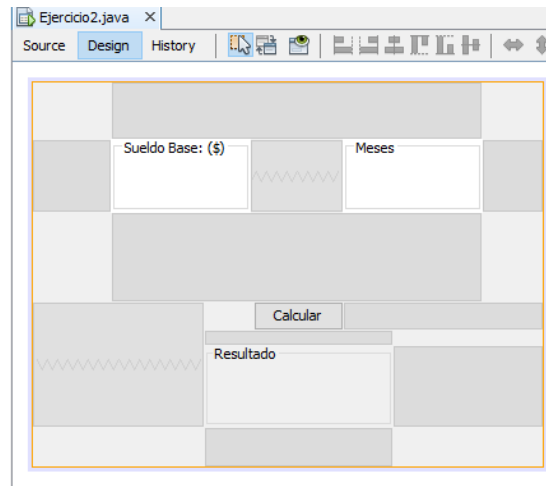 Ejercicio2.java
Source Design History
Sueldo Base: ($) Meses
Calcular
Resultado